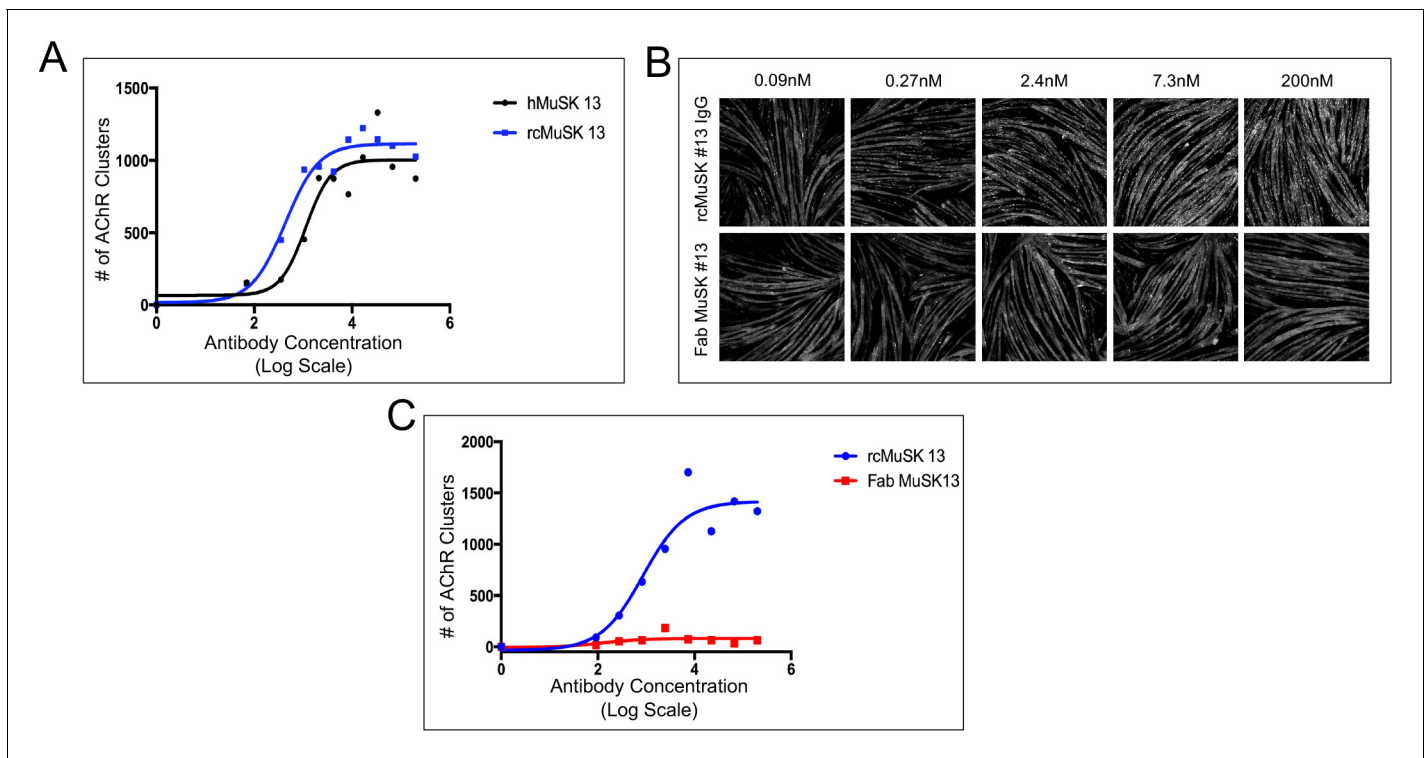 A
1500
1000
500
0
0 2 4 6
# of AChR Clusters
Antibody Concentration
(Log Scale)
hMuSK 13
rcMuSK 13
B
0.09nM 0.27nM 2.4nM 7.3nM 200nM
rcMuSK #13 IgG
Fab MuSK #13
C
2000
1500
1000
500
0
0 2 4 6
# of AChR Clusters
Antibody Concentration
(Log Scale)
rcMuSK 13
Fab MuSK13